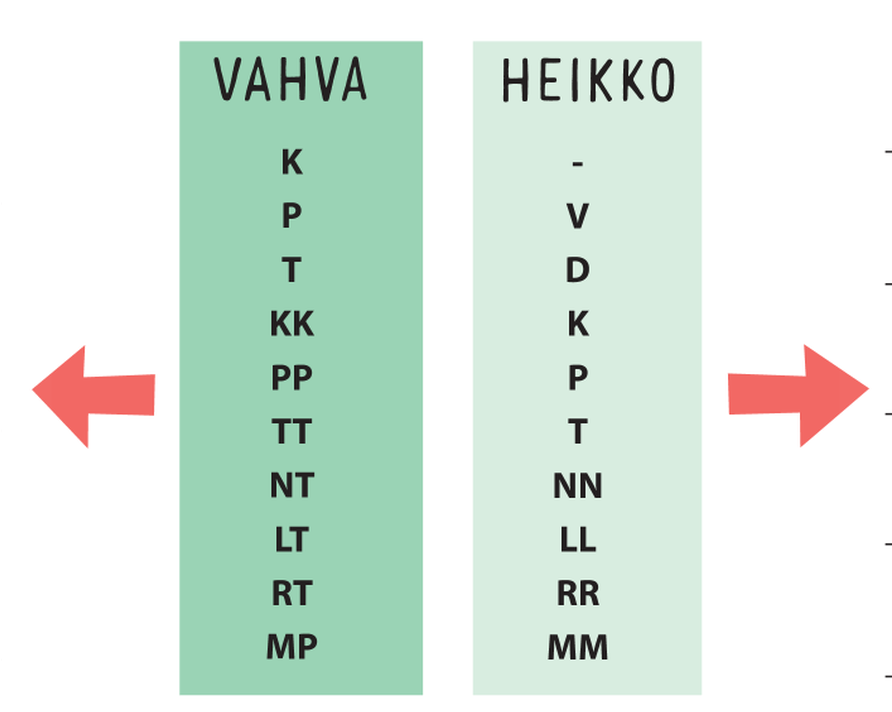 VAHVA HEIKKO
K -
P V
T D
KK K
PP P
TT T
NT NN
LT LL
RT RR
MP MM